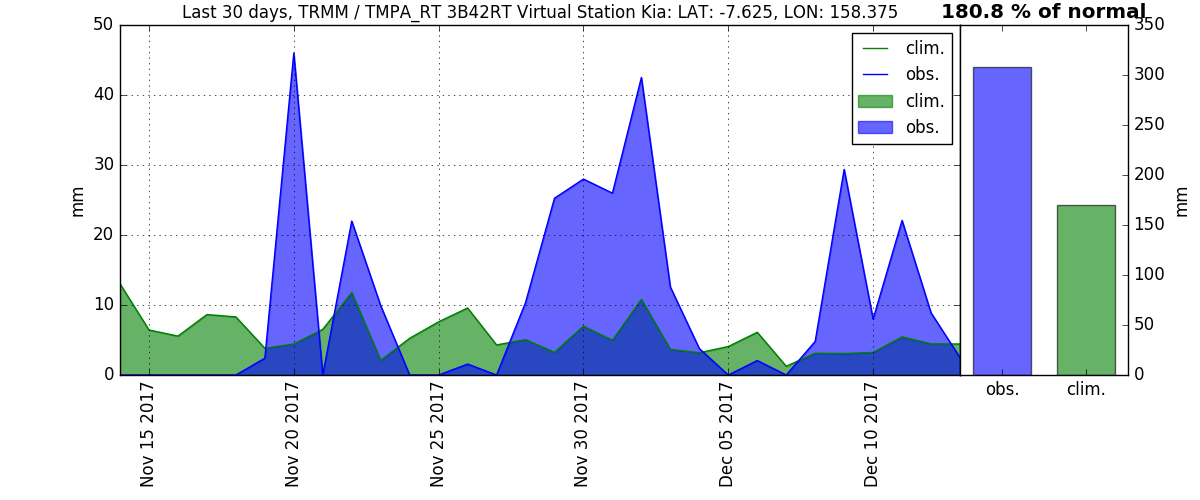 Last 30 days, TRMM / TMPA_RT 3B42RT Virtual Station Kia: LAT: -7.625, LON: 158.375
180.8 % of normal
50
40
30
20
10
0
mm
clim.
obs.
clim.
obs.
350
300
250
200
150
100
50
0
mm
Nov 15 2017
Nov 20 2017
Nov 25 2017
Nov 30 2017
Dec 05 2017
Dec 10 2017
obs.
clim.